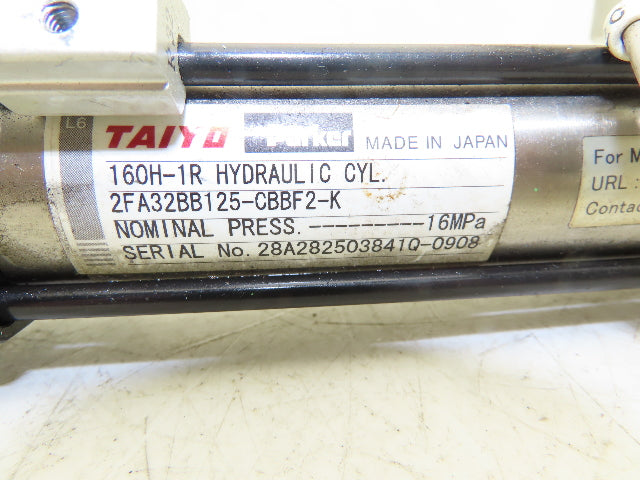 L6
TAIYO Parker MADE IN JAPAN
160H-1R HYDRAULIC CYL.
2FA32BB125-CBBF2-K
NOMINAL PRESS.----------16MPa
SERIAL No. 28A282503841Q-0908
For M
URL
Contac